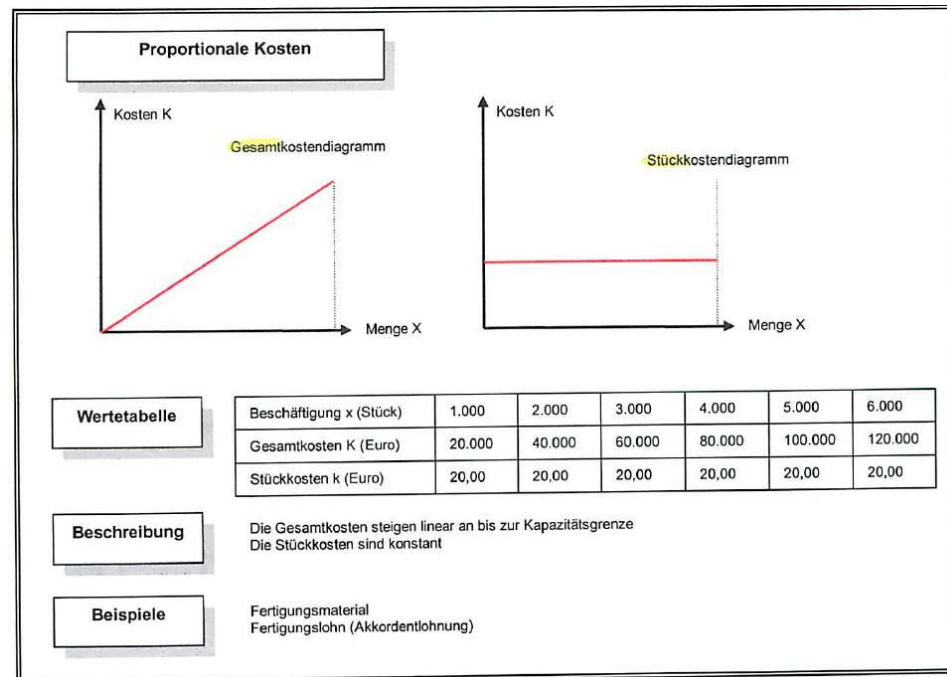 Proportionale Kosten
Kosten K
Gesamtkostendiagramm
Menge X
Kosten K
Stückkostendiagramm
Menge X
Wertetabelle
Beschäftigung x (Stück) 1.000 2.000 3.000 4.000 5.000 6.000
Gesamtkosten K (Euro) 20.000 40.000 60.000 80.000 100.000 120.000
Stückkosten k (Euro) 20,00 20,00 20,00 20,00 20,00 20,00
Beschreibung
Die Gesamtkosten steigen linear an bis zur Kapazitätsgrenze
Die Stückkosten sind konstant
Beispiele
Fertigungsmaterial
Fertigungslohn (Akkordentlohnung)